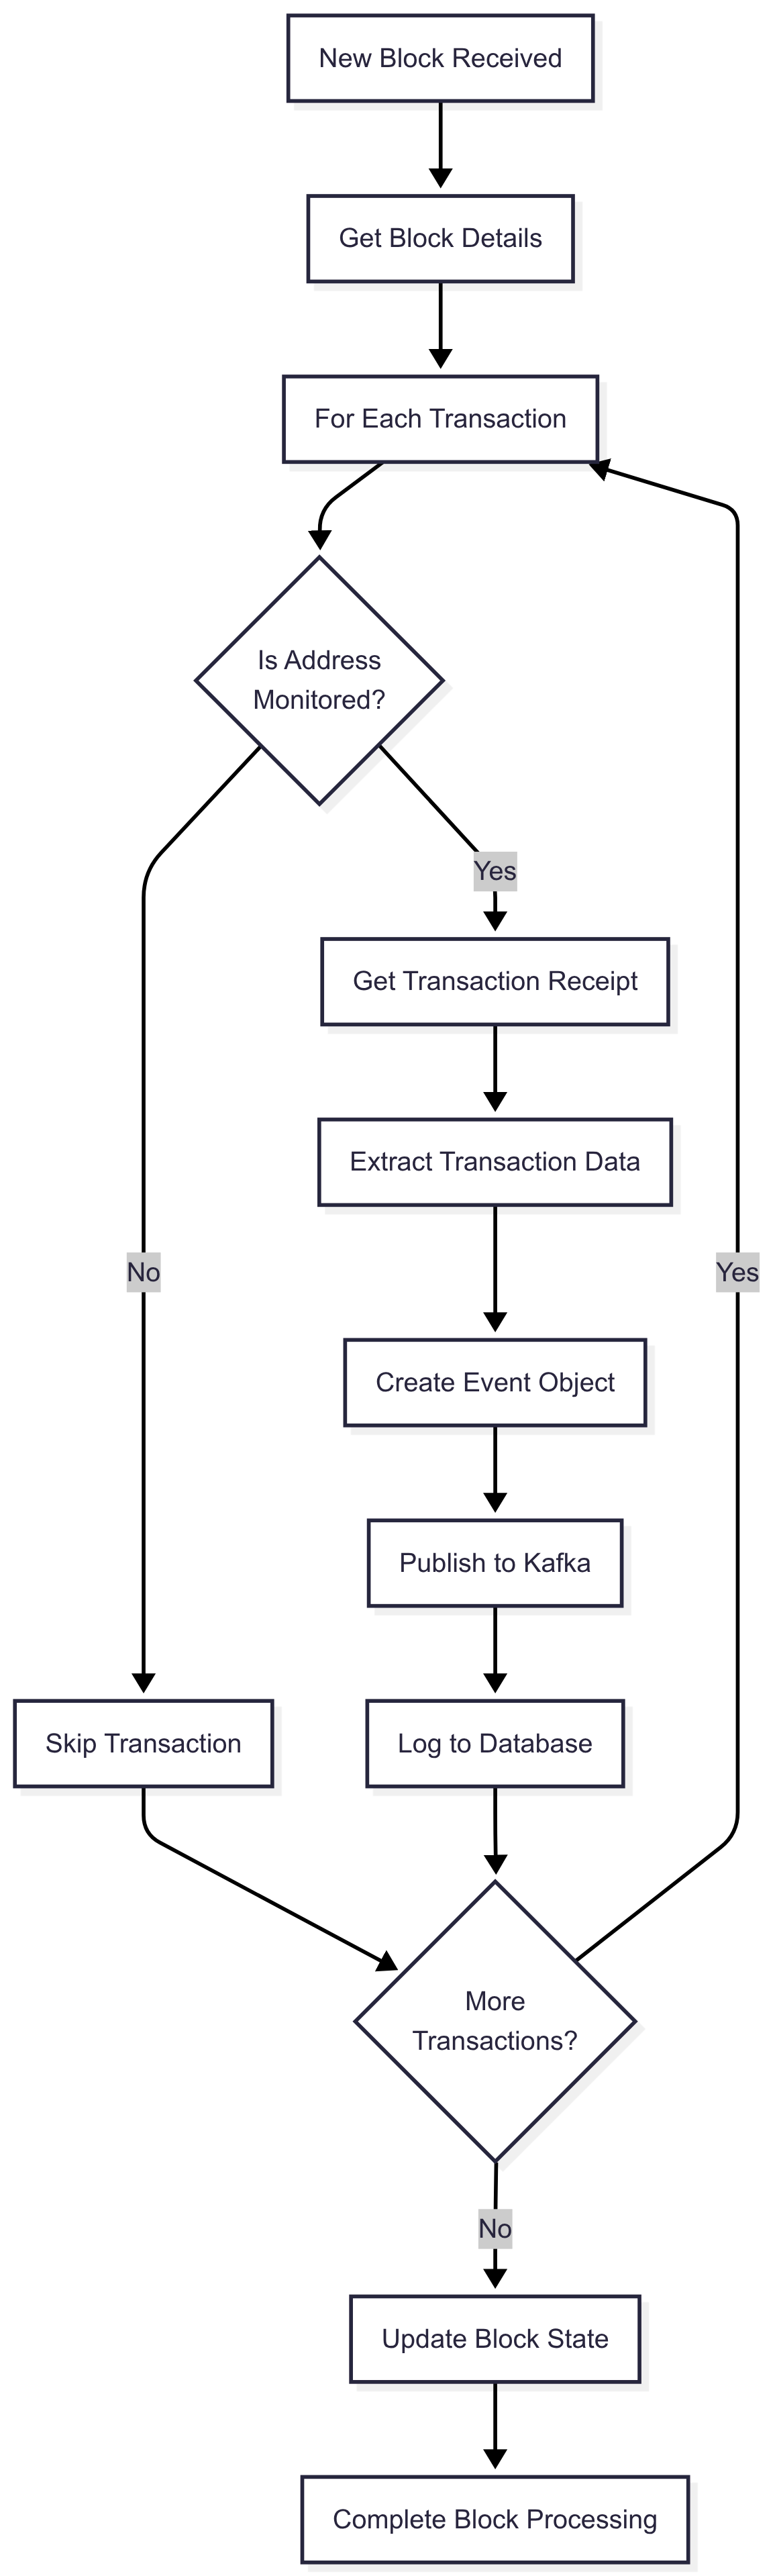 New Block Received
Get Block Details
For Each Transaction
Is Address
Monitored?
Yes
Get Transaction Receipt
Extract Transaction Data
No
Yes
Create Event Object
Publish to Kafka
Skip Transaction
Log to Database
More
Transactions?
No
Update Block State
Complete Block Processing